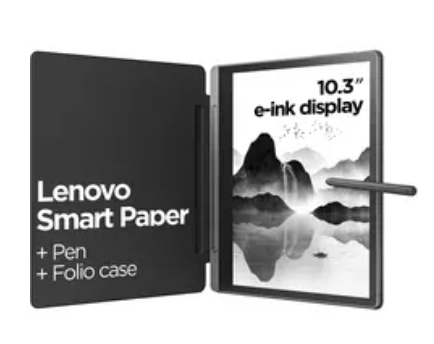 Lenovo
Smart Paper
+ Pen
+ Folio case
10.3”
e-ink display